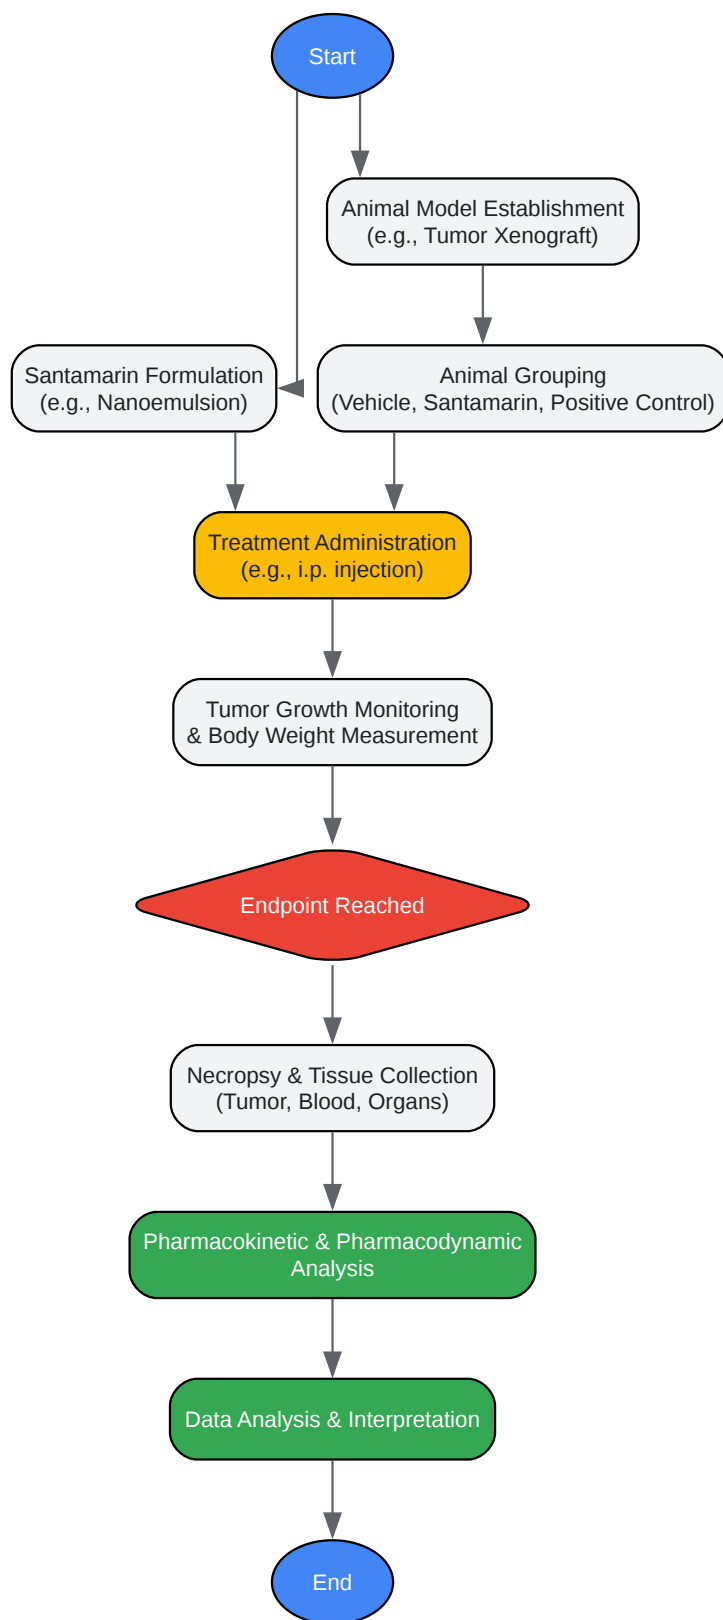 Start
Animal Model Establishment
(e.g., Tumor Xenograft)
Santamarin Formulation
(e.g., Nanoemulsion)
Animal Grouping
(Vehicle, Santamarin, Positive Control)
Treatment Administration
(e.g., i.p. injection)
Tumor Growth Monitoring
& Body Weight Measurement
Endpoint Reached
Necropsy & Tissue Collection
(Tumor, Blood, Organs)
Pharmacokinetic & Pharmacodynamic
Analysis
Data Analysis & Interpretation
End